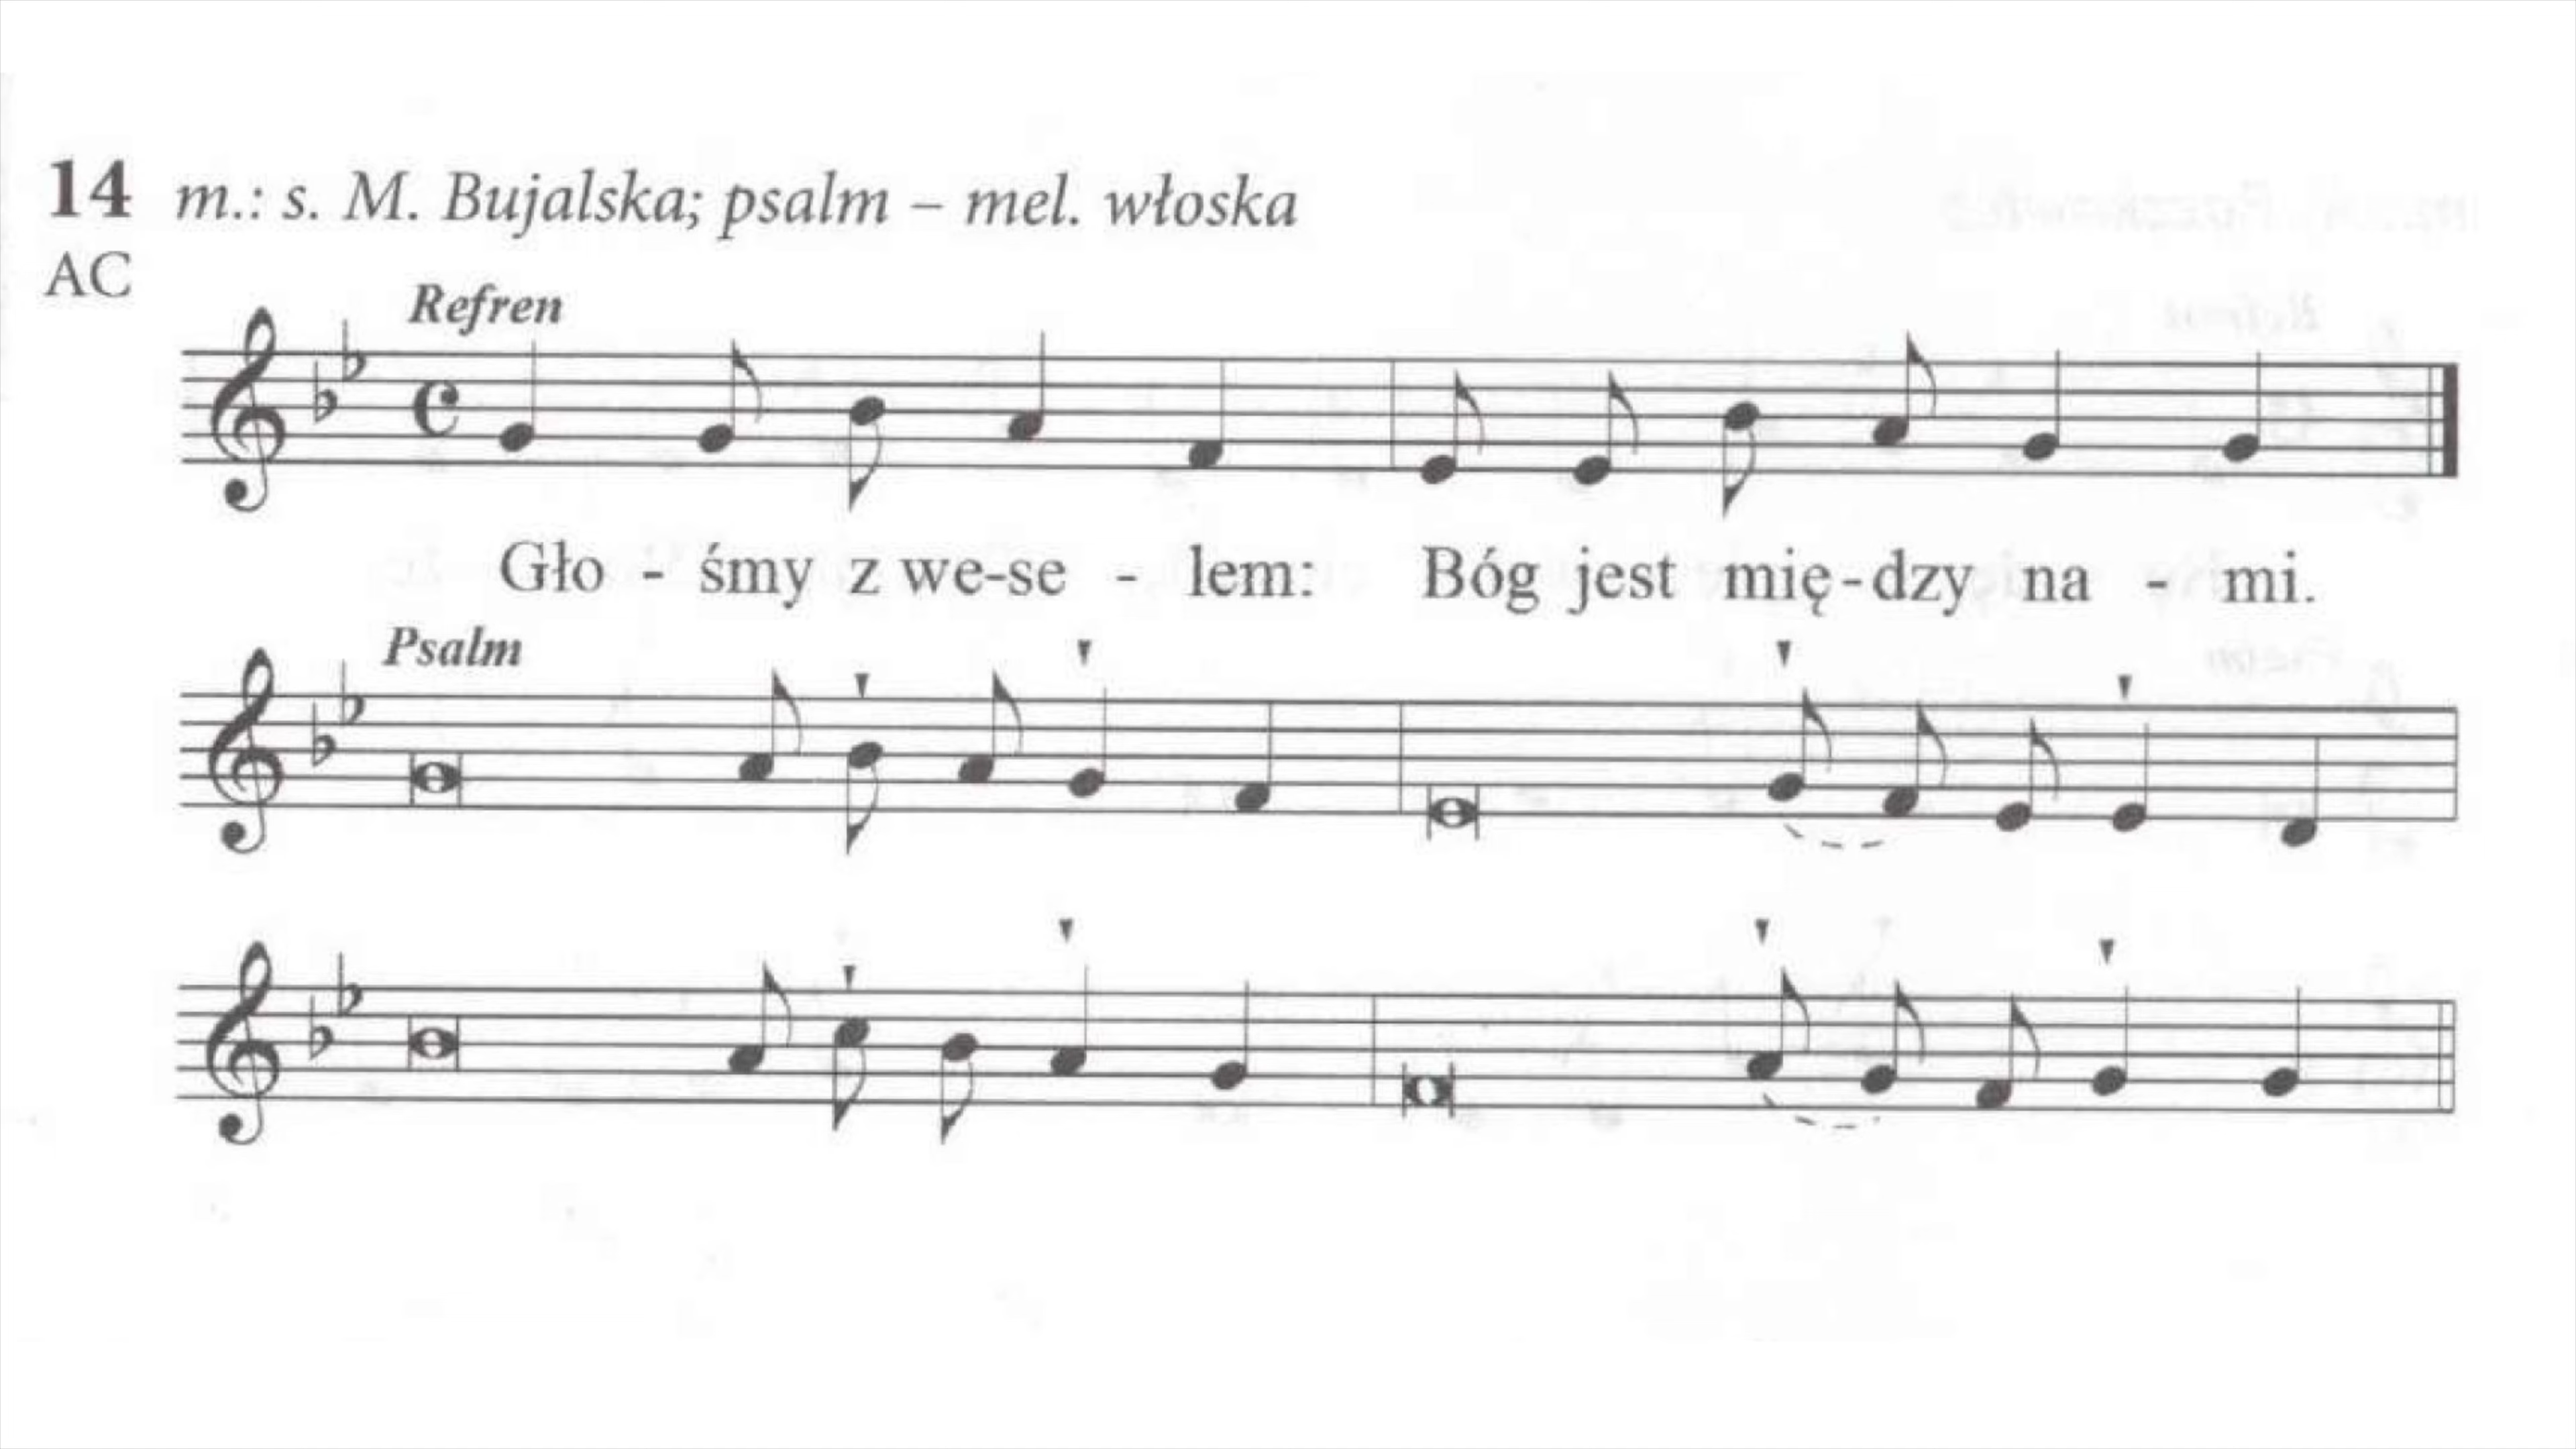 14 m.: s. M. Bujalska; psalm – mel. włoska
AC
Refren
Gło - śmy z we-se - lem: Bóg jest mię-dzy na - mi.
Psalm